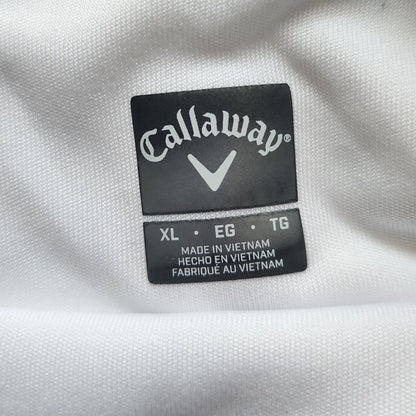 Callaway®
XL · EG · TG
MADE IN VIETNAM
HECHO EN VIETNAM
FABRIQUÉ AU VIETNAM